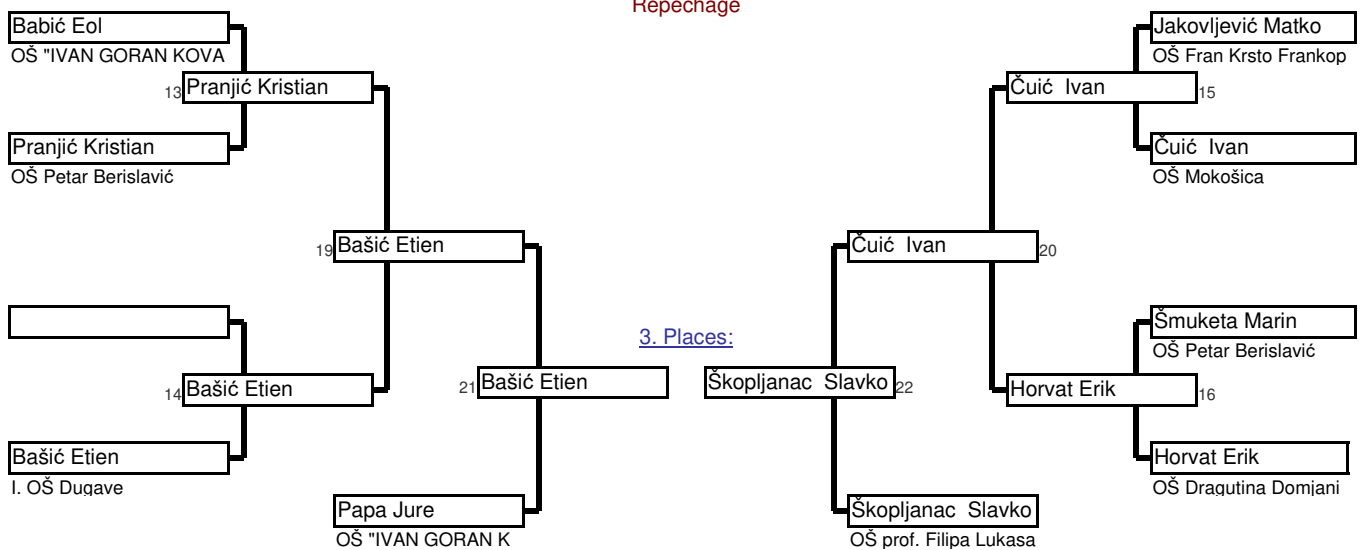 Repechage
Babić Eol
OŠ "IVAN GORAN KOVA
13 Pranjić Kristian
Pranjić Kristian
OŠ Petar Berislavić
19 Bašić Etien
14 Bašić Etien
Bašić Etien
I. OŠ Dugave
21 Bašić Etien
Papa Jure
OŠ "IVAN GORAN K
3. Places:
Jakovljević Matko
OŠ Fran Krsto Frankop
Čuić  Ivan 15
Čuić  Ivan
OŠ Mokošica
Čuić  Ivan 20
Šmuketa Marin
OŠ Petar Berislavić
Škopljanac  Slavko 22
Horvat Erik 16
Horvat Erik
OŠ Dragutina Domjani
Škopljanac  Slavko
OŠ prof. Filipa Lukasa